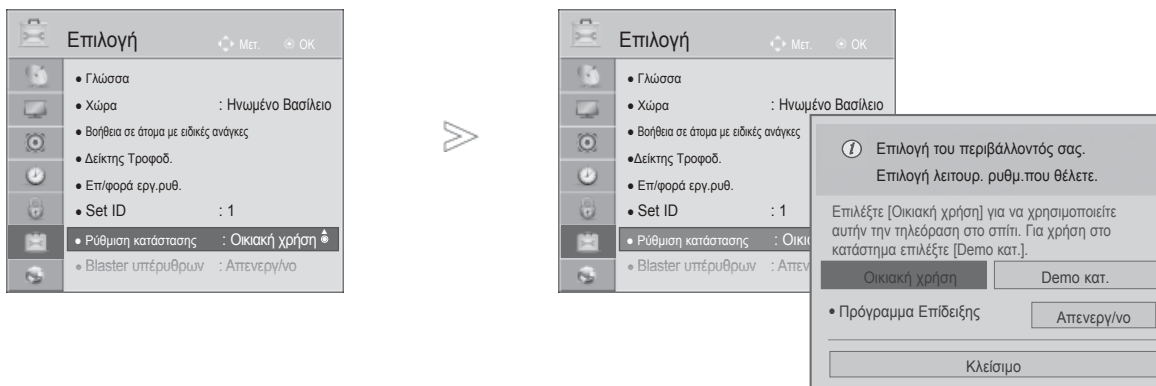 Επιλογή
Μετ. OK
● Γλώσσα
● Χώρα : Ηνωμένο Βασίλειο
● Βοήθεια σε άτομα με ειδικές ανάγκες
● Δείκτης Τροφοδ.
● Επ/φορά εργ.ρυθ.
● Set ID : 1
● Ρύθμιση κατάστασης : Οικιακή χρήση
● Blaster υπέρυθρων : Απενεργ/νο
Επιλογή
Μετ. OK
● Γλώσσα
● Χώρα : Ηνωμένο Βασίλειο
● Βοήθεια σε άτομα με ειδικές ανάγκες
●Δείκτης Τροφοδ.
● Επ/φορά εργ.ρυθ.
● Set ID : 1
● Ρύθμιση κατάστασης : Οικι
● Blaster υπέρυθρων : Απεν
i Επιλογή του περιβάλλοντός σας.
Επιλογή λειτουρ. ρυθμ.που θέλετε.
Επιλέξτε [Οικιακή χρήση] για να χρησιμοποιείτε
αυτήν την τηλεόραση στο σπίτι. Για χρήση στο
κατάστημα επιλέξτε [Demo κατ.].
Οικιακή χρήση Demo κατ.
● Πρόγραμμα Επίδειξης Απενεργ/νο
Κλείσιμο